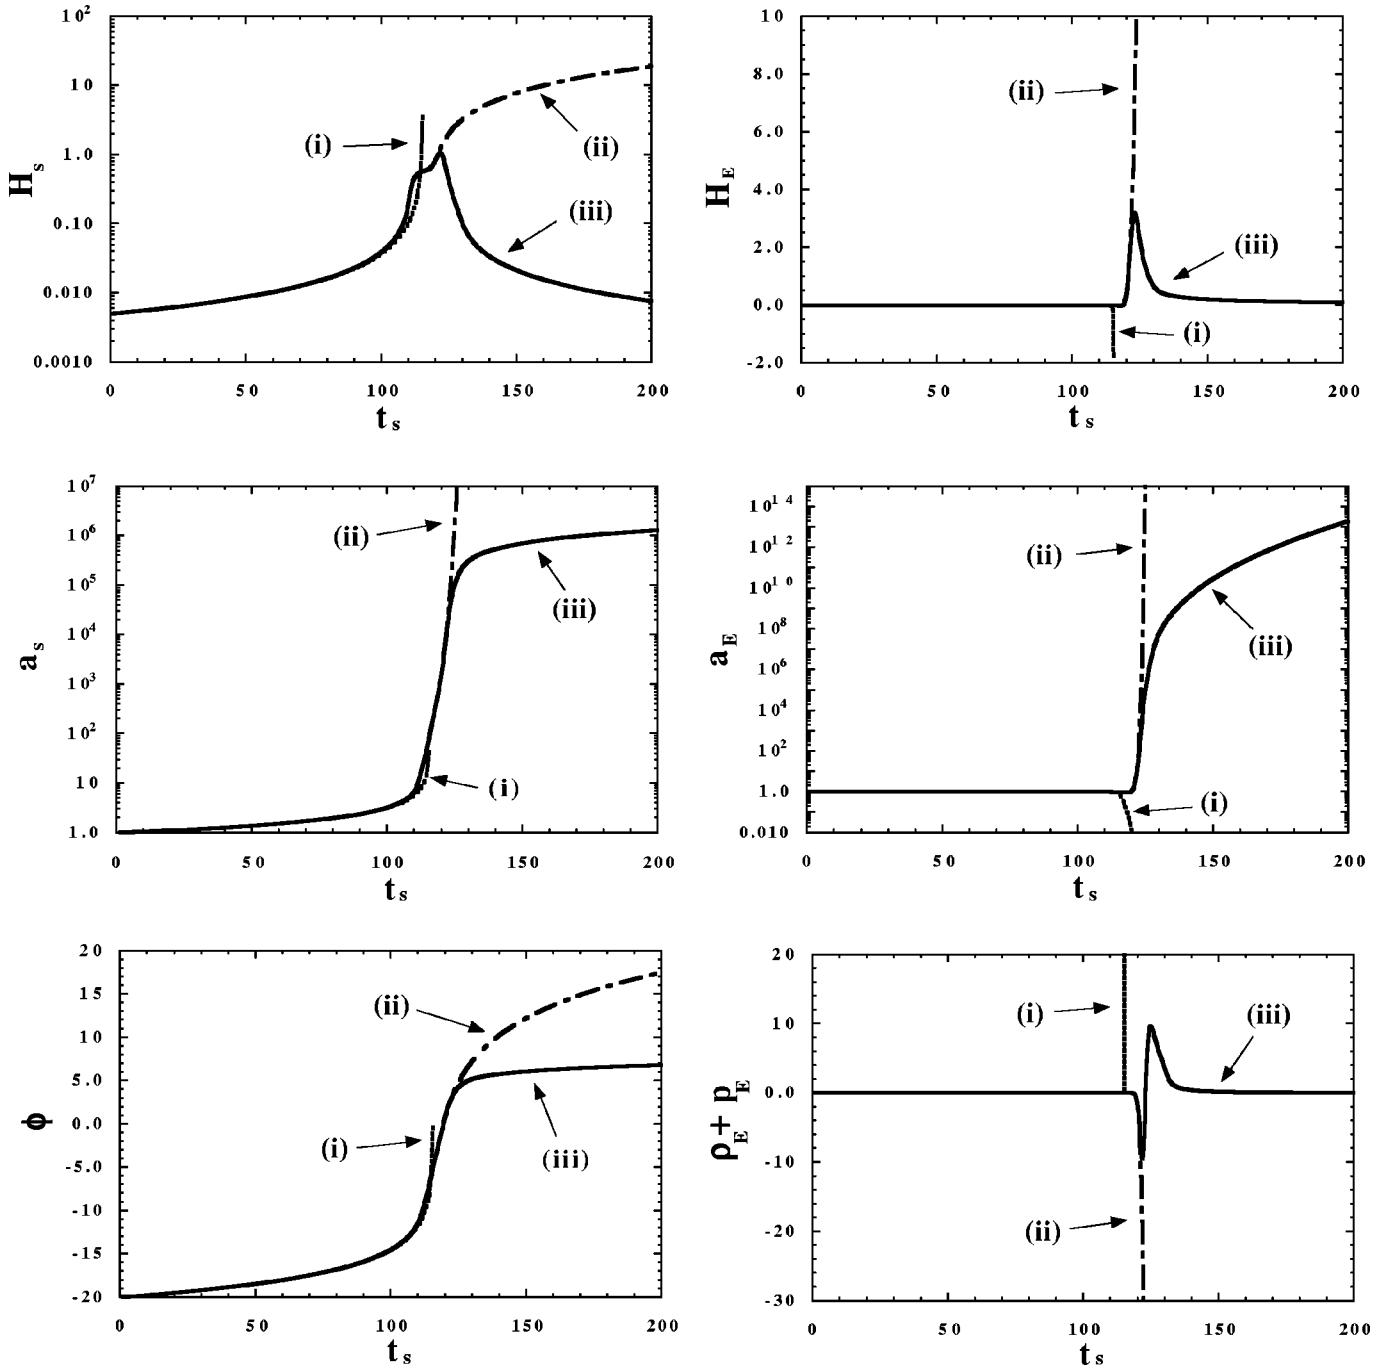 10²
10
1.0
0.10
0.010
0.0010
H_s
(i)
(ii)
(iii)
0 50 100 150 200
t_s
10
8.0
6.0
4.0
2.0
0.0
-2.0
H_E
(ii)
(iii)
(i)
0 50 100 150 200
t_s
10⁷
10⁶
10⁵
10⁴
10³
10²
10
1.0
a_s
(ii)
(iii)
(i)
0 50 100 150 200
t_s
10¹⁴
10¹²
10¹⁰
10⁸
10⁶
10⁴
10²
1.0
0.010
a_E
(ii)
(iii)
(i)
0 50 100 150 200
t_s
20
15
10
5.0
0.0
-5.0
-10
-15
-20
ϕ
(ii)
(i)
(iii)
0 50 100 150 200
t_s
20
10
0.0
-10
-20
-30
ρ_E + p_E
(i)
(iii)
(ii)
0 50 100 150 200
t_s